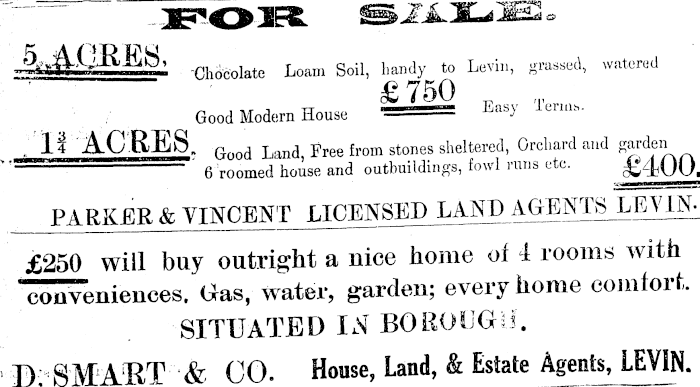 FOR SALE.
5 ACRES, Chocolate Loam Soil, handy to Levin, grassed, watered
Good Modern House £750 Easy Terms.
1¾ ACRES, Good Land, Free from stones sheltered, Orchard and garden
6 roomed house and outbuildings, fowl runs etc. £400.
PARKER & VINCENT LICENSED LAND AGENTS LEVIN.
£250 will buy outright a nice home of 4 rooms with
conveniences. Gas, water, garden; every home comfort.
SITUATED IN BOROUGH.
D. SMART & CO. House, Land, & Estate Agents, LEVIN.